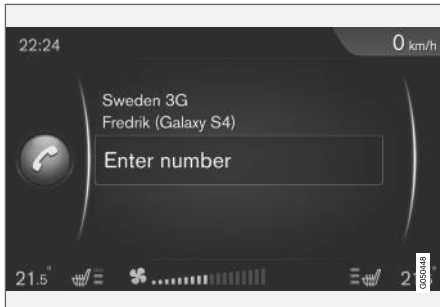 22:24
0 km/h
Sweden 3G
Fredrik (Galaxy S4)
Enter number
21.5°
G050448